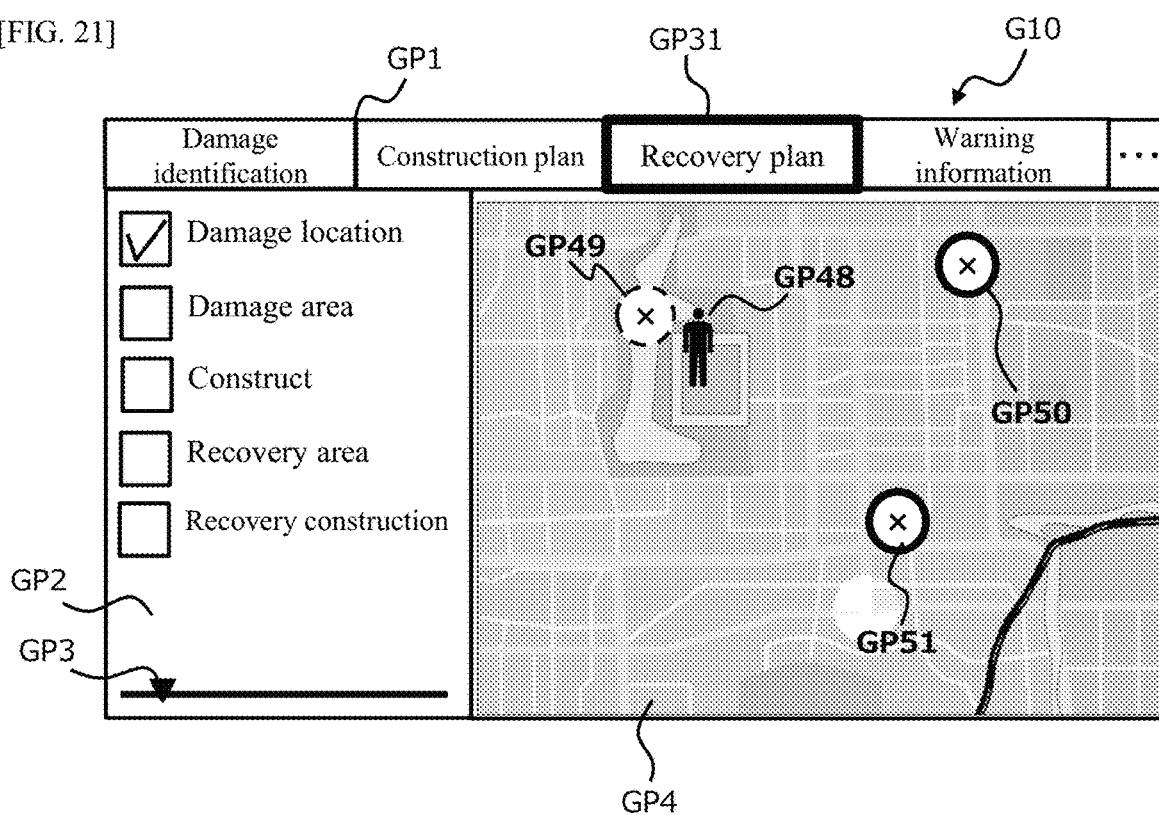 [FIG. 21]
GP1
GP31
G10
Damage identification
Construction plan
Recovery plan
Warning information
...
Damage location
Damage area
Construct
Recovery area
Recovery construction
GP49
GP48
GP50
GP51
GP2
GP3
GP4